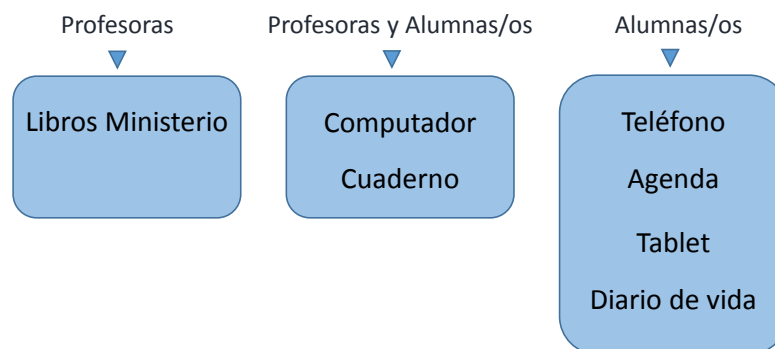 Profesoras
Libros Ministerio
Profesoras y Alumnas/os
Computador
Cuaderno
Alumnas/os
Teléfono
Agenda
Tablet
Diario de vida